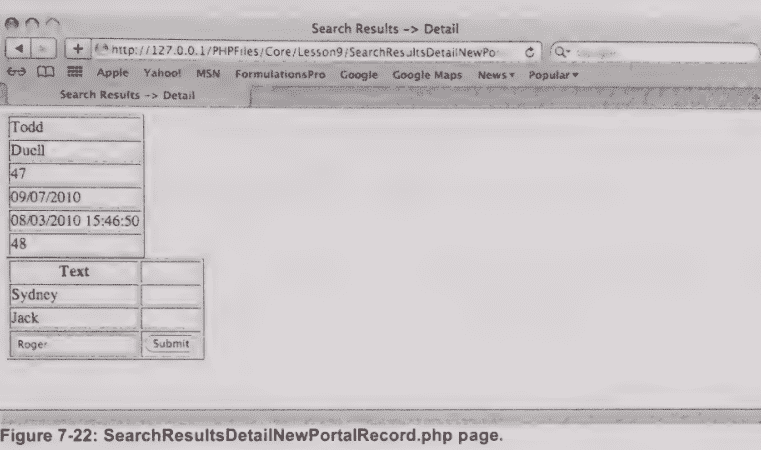 Search Results -> Detail
http://127.0.0.1/PHPFiles/Core/Lesson9/SearchResultsDetailNewPo
Q-
Apple Yahoo! MSN FormulationsPro Google Google Maps News Popular
Search Results -> Detail
Todd
Duell
47
09/07/2010
08/03/2010 15:46:50
48
Text
Sydney
Jack
Roger Submit
Figure 7-22: SearchResultsDetailNewPortalRecord.php page.